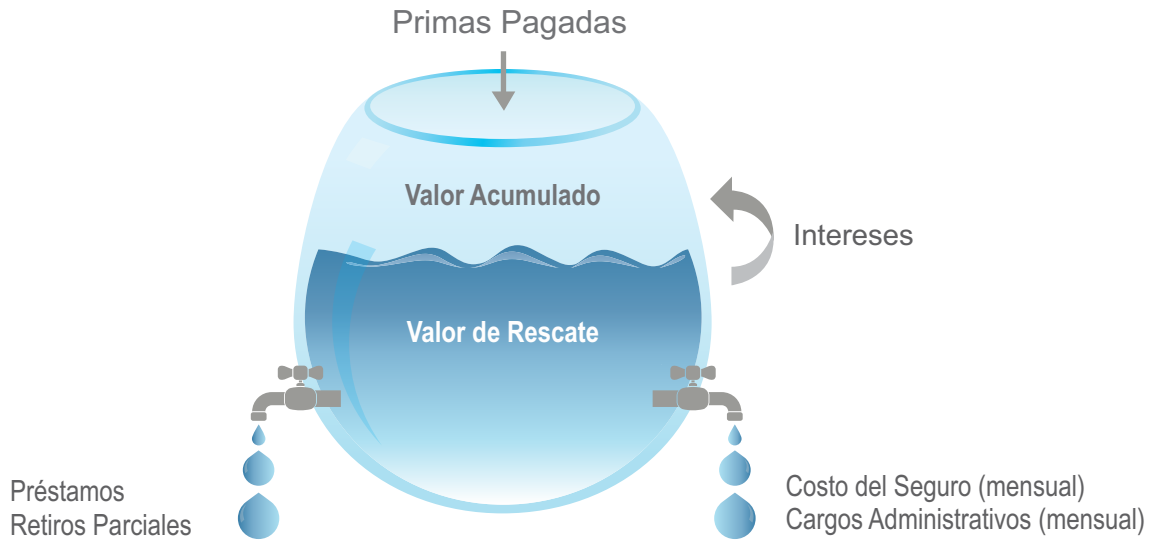 Primas Pagadas
Valor Acumulado
Intereses
Valor de Rescate
Préstamos
Retiros Parciales
Costo del Seguro (mensual)
Cargos Administrativos (mensual)